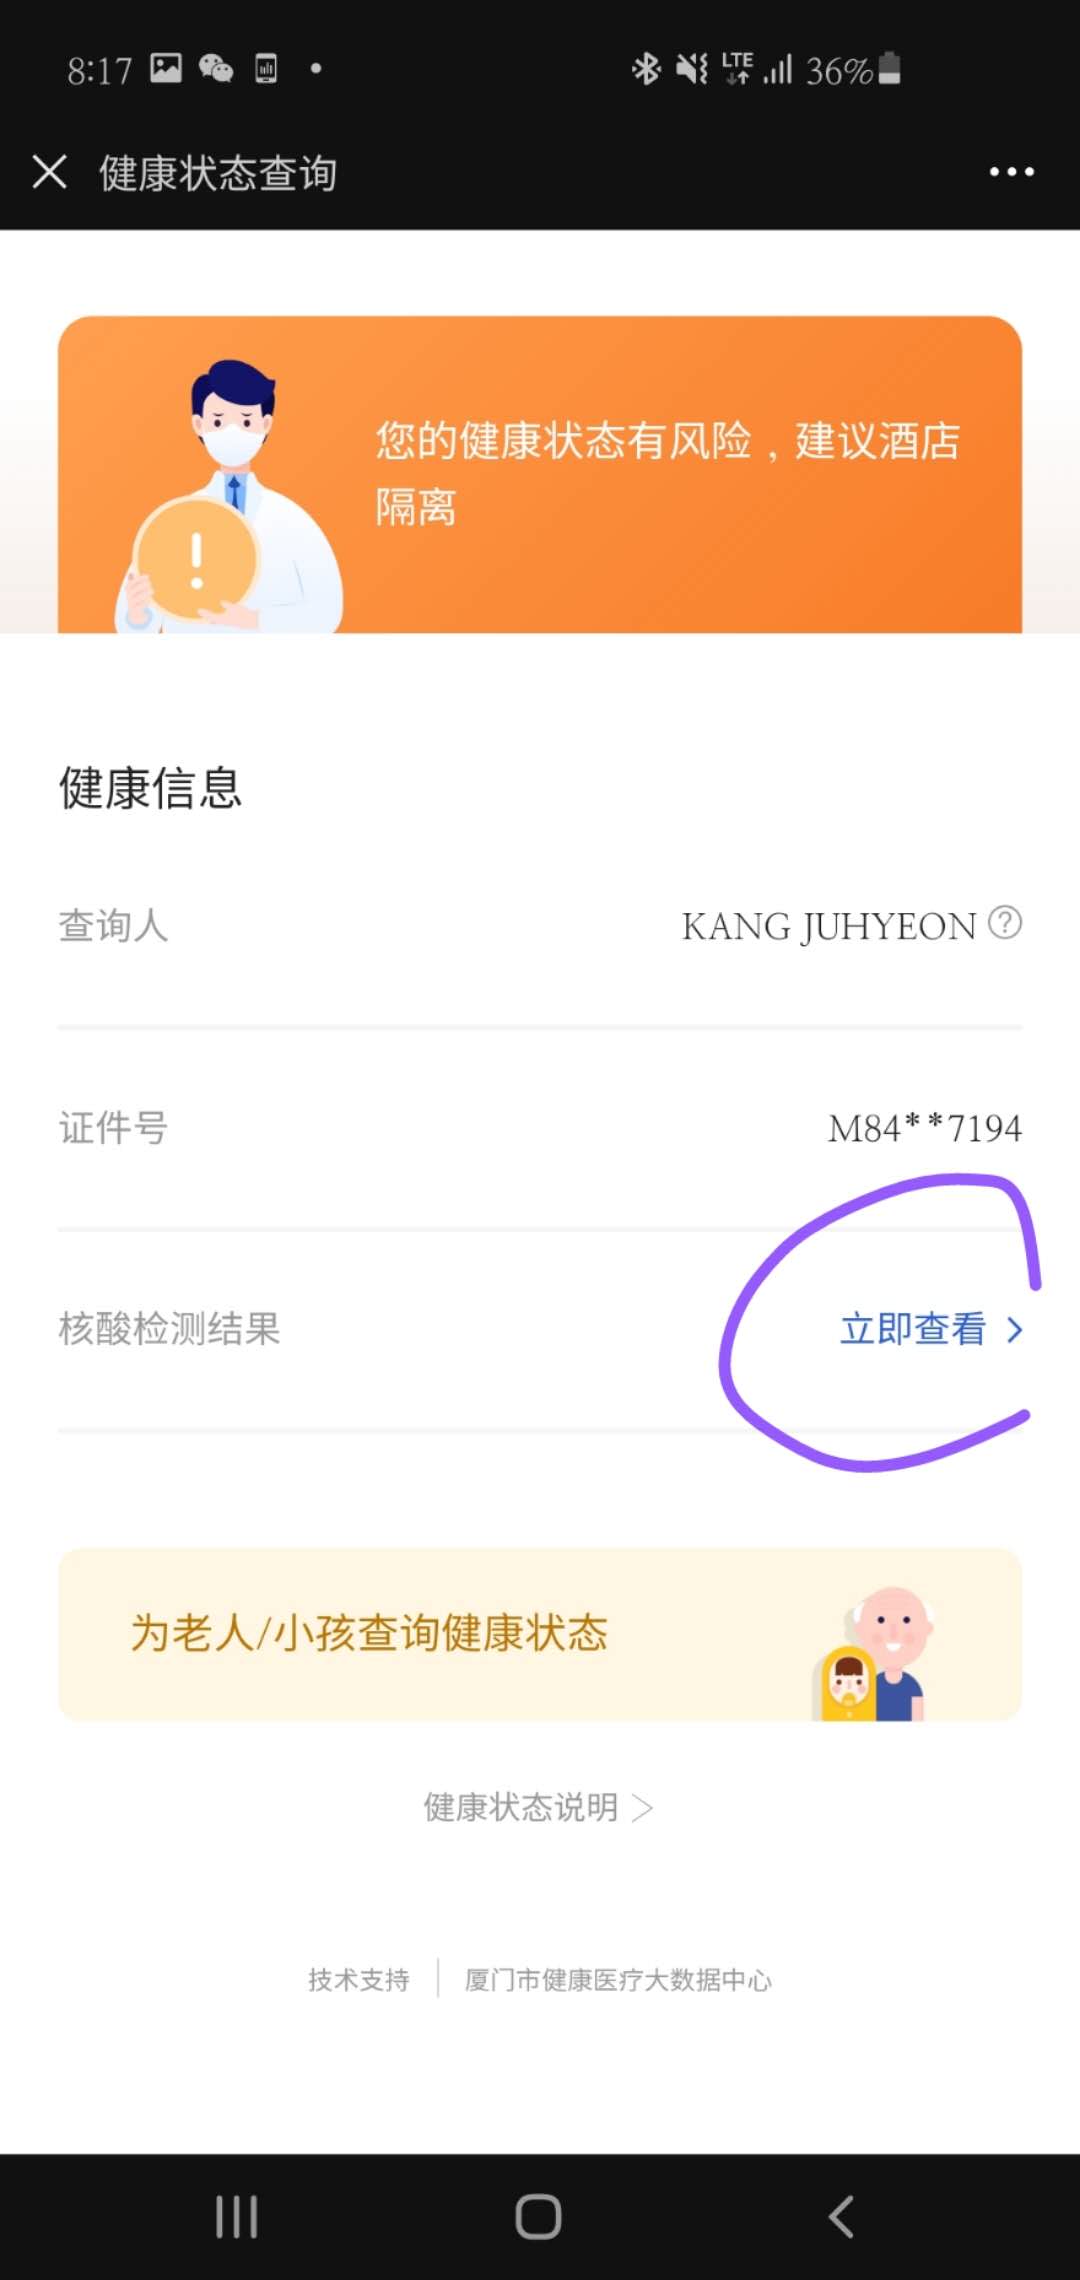 8:17
LTE
36%
健康状态查询
您的健康状态有风险，建议酒店
隔离
健康信息
查询人 KANG JUHYEON
证件号 M84**7194
核酸检测结果 立即查看 >
为老人/小孩查询健康状态
健康状态说明 >
技术支持 | 厦门市健康医疗大数据中心